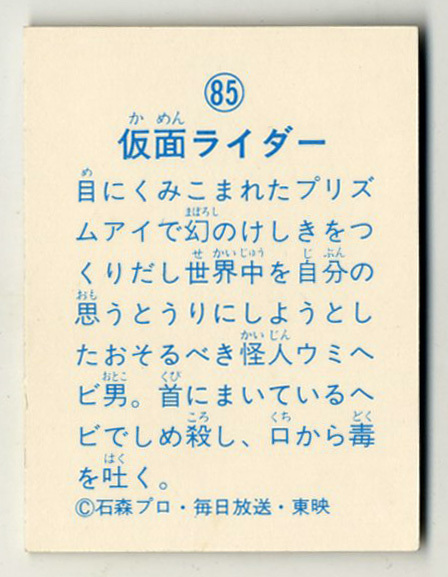 85
かめん
仮面ライダー
め
目にくみこまれたプリズ
まぼろし
ムアイで幻のけしきをつ
せかいじゅう じぶん
くりだし世界中を自分の
おも
思うとうりにしようとし
かいじん
たおそるべき怪人ウミヘ
おとこ くび
ビ男。首にまいているヘ
ころ くち どく
ビでしめ殺し、口から毒
はく
を吐く。
©石森プロ・毎日放送・東映